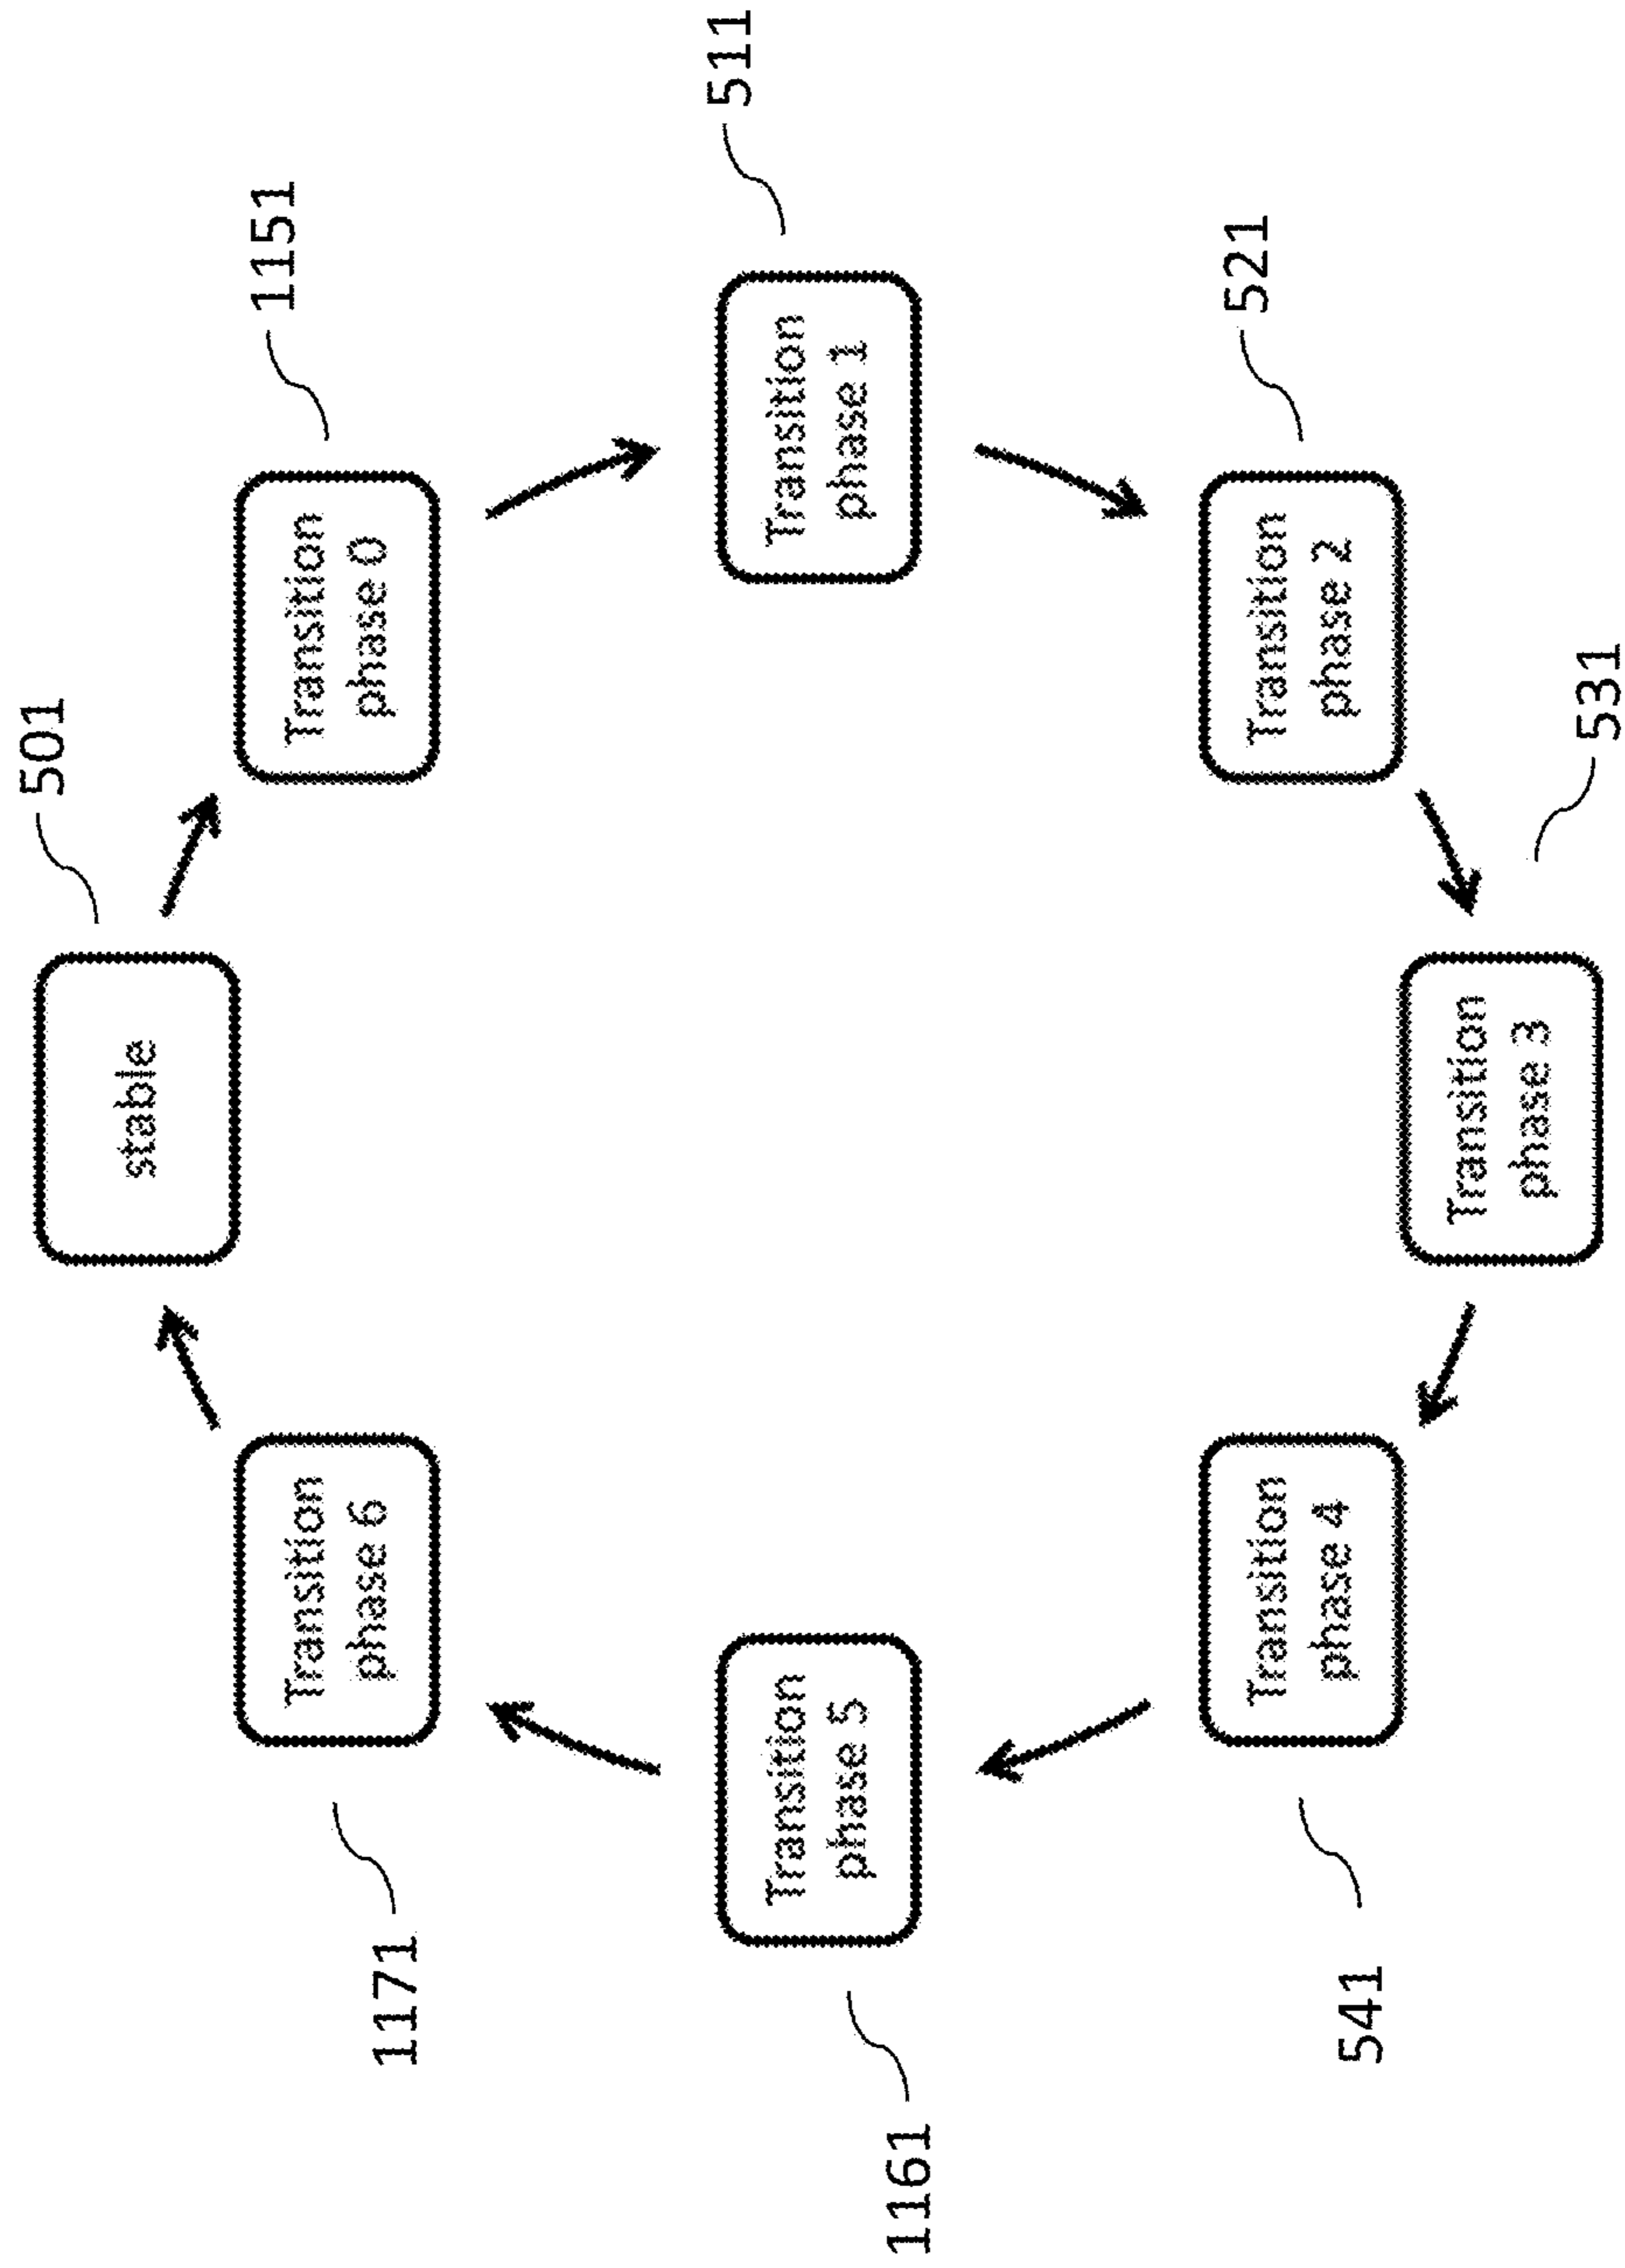 501
stable
1151
Transition
phase 0
511
Transition
phase 1
521
Transition
phase 2
531
Transition
phase 3
541
Transition
phase 4
1161
Transition
phase 5
1171
Transition
phase 6